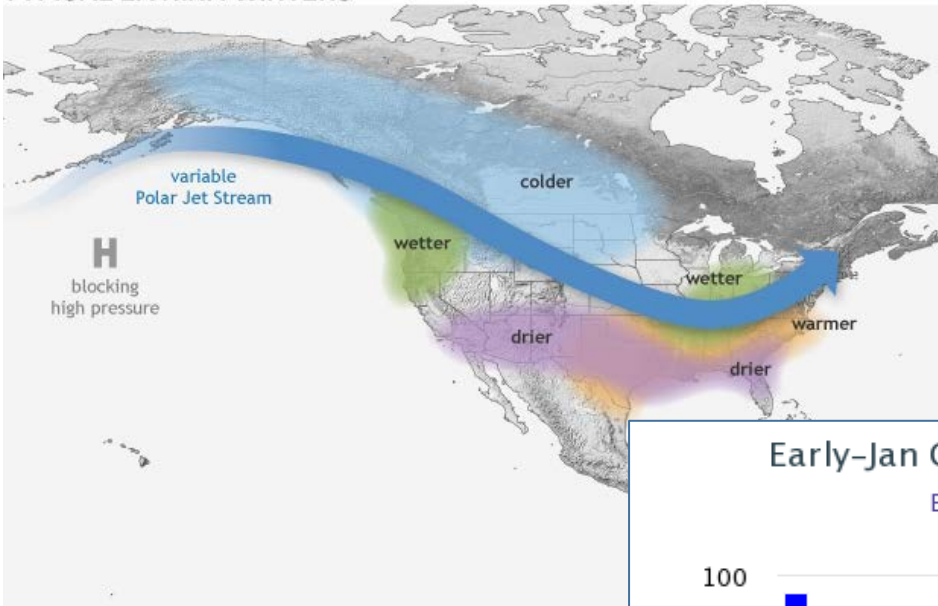 variable
Polar Jet Stream
colder
wetter
H
blocking
high pressure
wetter
warmer
drier
drier
Early-Jan
100